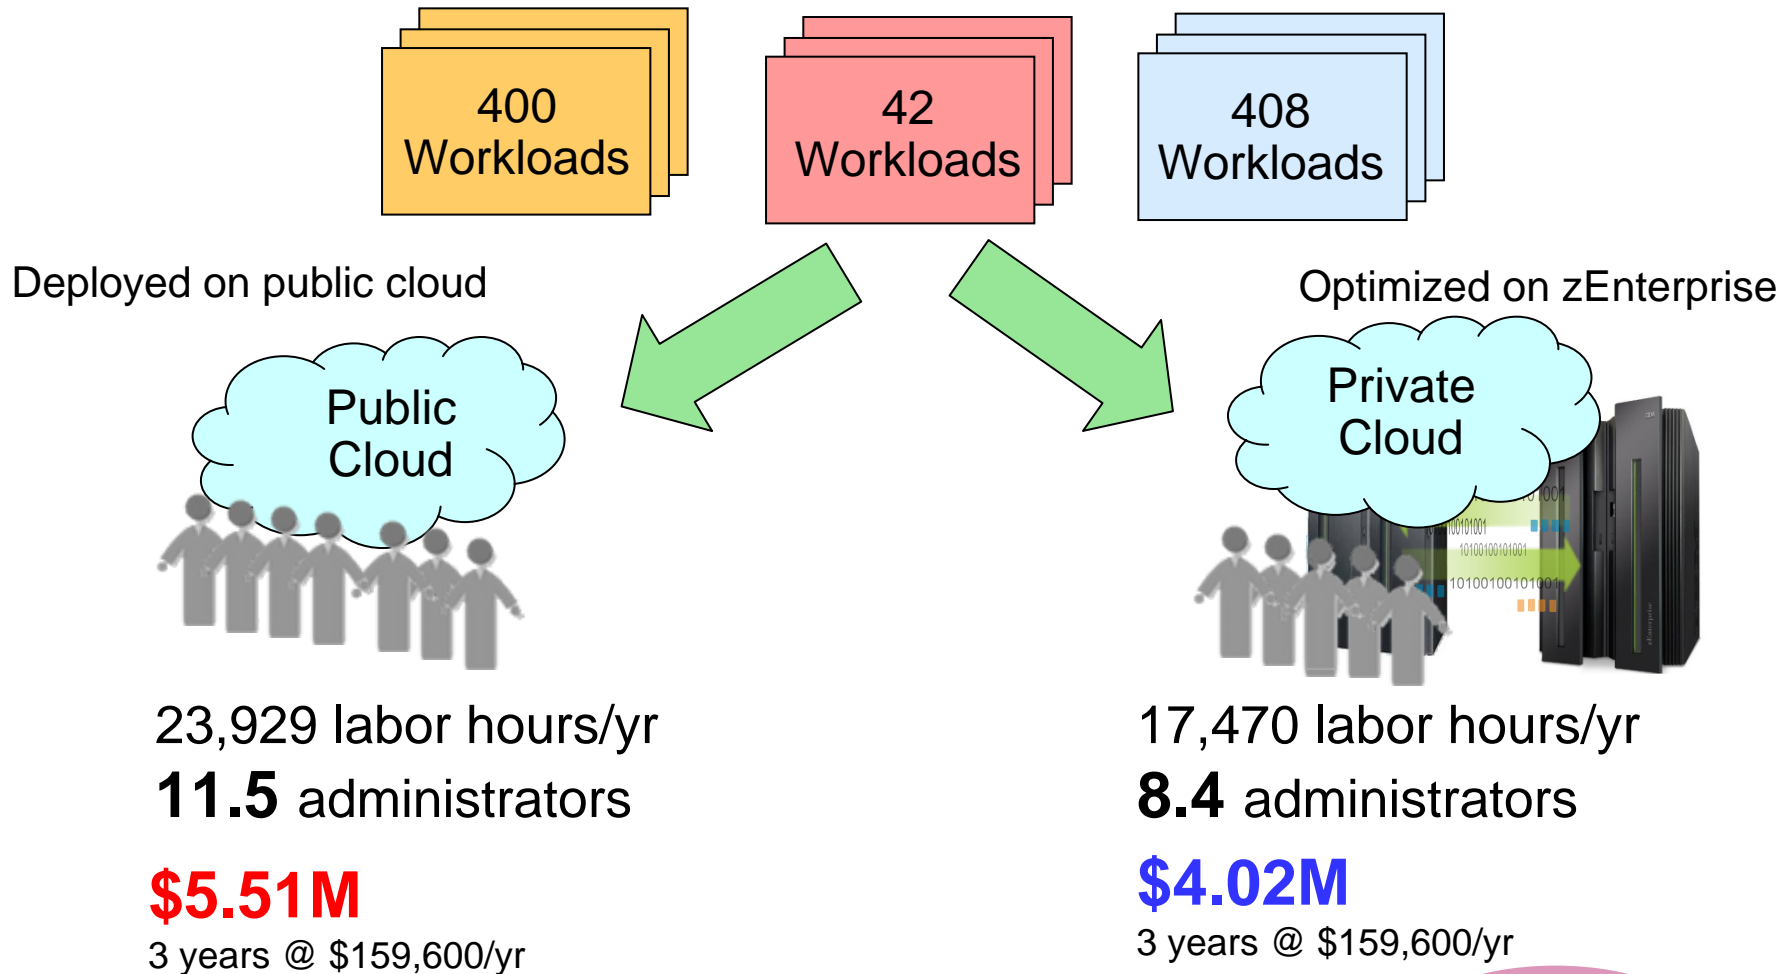 400
Workloads
42
Workloads
408
Workloads
Deployed on public cloud
Optimized on zEnterprise
Public
Cloud
Private
Cloud
10100100101001
10100100101001
23,929 labor hours/yr
11.5 administrators
$5.51M
3 years @ $159,600/yr
17,470 labor hours/yr
8.4 administrators
$4.02M
3 years @ $159,600/yr